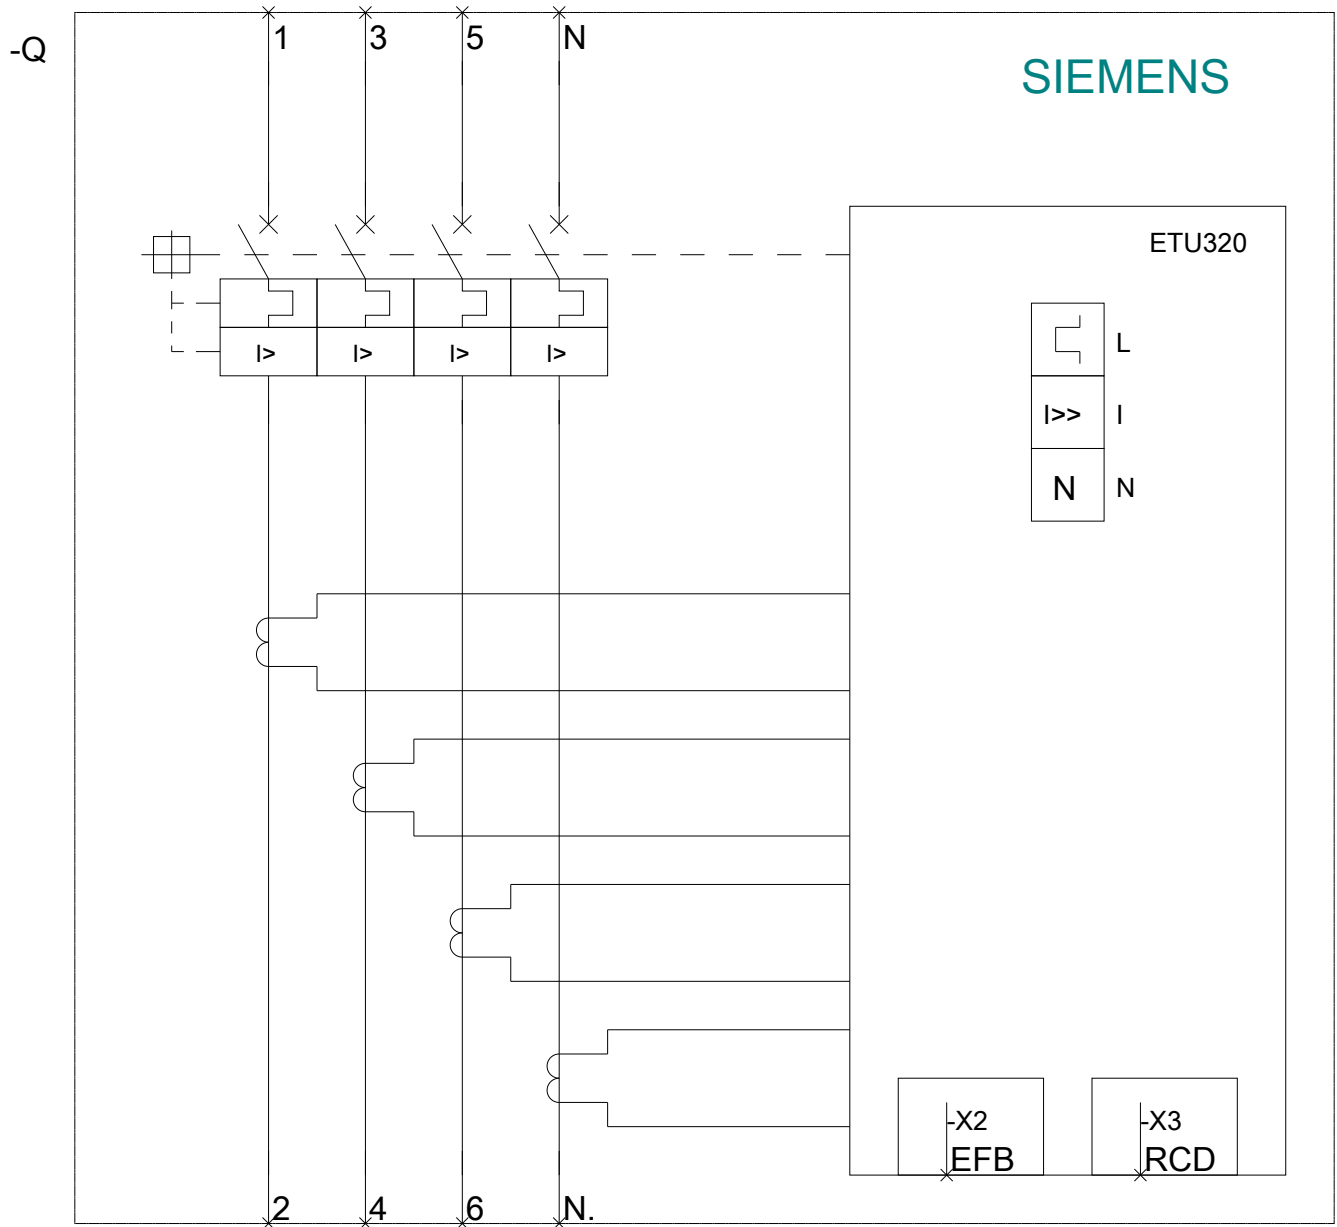 1 3 5 N
-Q
SIEMENS
ETU320
I> I> I> I>
L
I>> I
N N
-X2 -X3
EFB RCD
2 4 6 N.